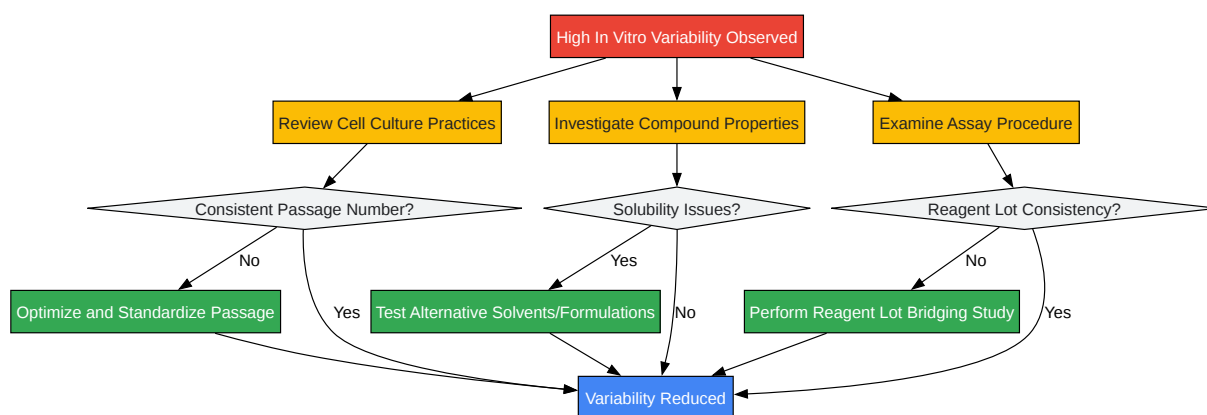 High In Vitro Variability Observed
Review Cell Culture Practices
Investigate Compound Properties
Examine Assay Procedure
Consistent Passage Number?
Solubility Issues?
Reagent Lot Consistency?
No
Yes
No
Optimize and Standardize Passage
Yes
Test Alternative Solvents/Formulations
No
Perform Reagent Lot Bridging Study
Yes
Variability Reduced